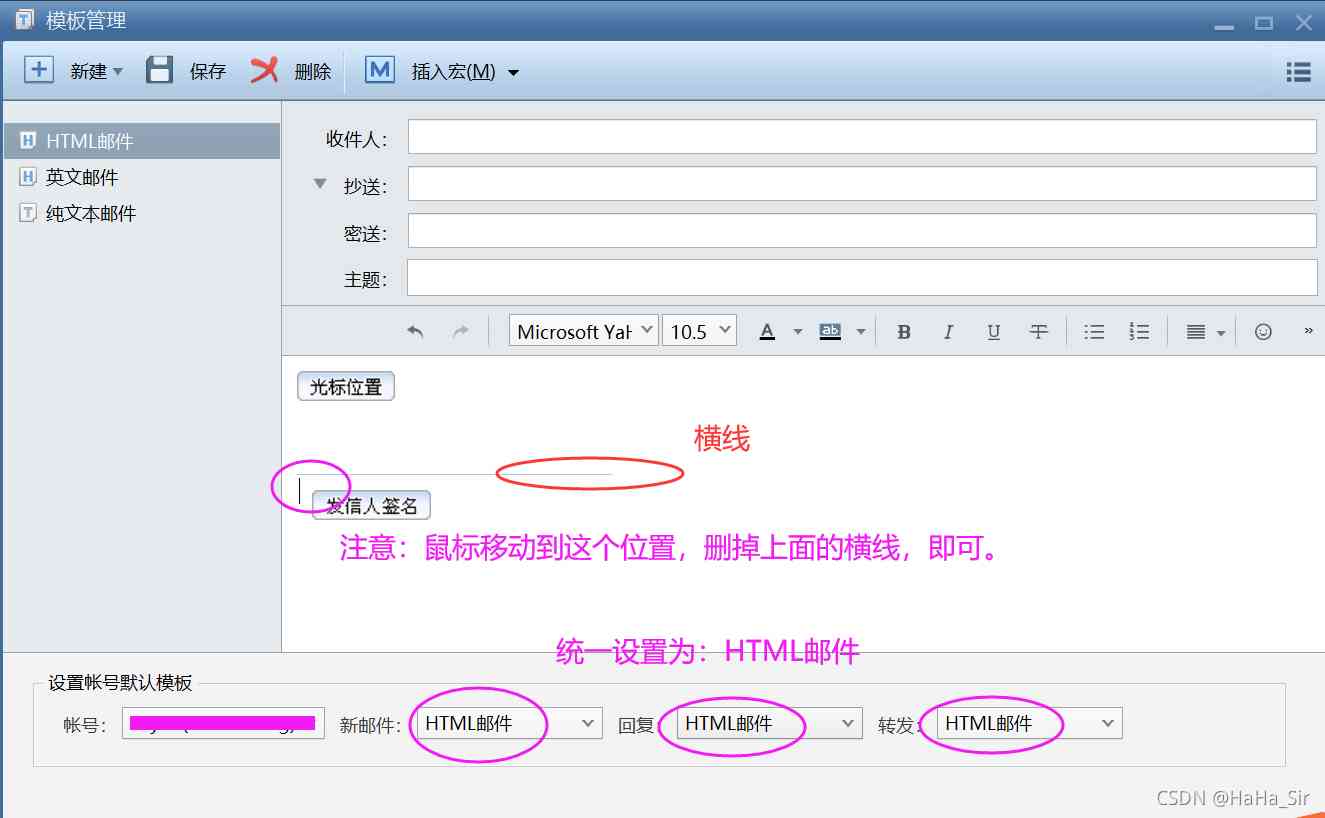 模板管理
新建 保存 删除 M 插入宏(M)
HTML邮件
英文邮件
纯文本邮件
收件人:
抄送:
密送:
主题:
Microsoft Yał 10.5 A ab B I U T
光标位置
横线
发信人签名
注意：鼠标移动到这个位置，删掉上面的横线，即可。
统一设置为：HTML邮件
设置帐号默认模板
帐号: 新邮件: HTML邮件 回复: HTML邮件 转发: HTML邮件
CSDN @HaHa_Sir